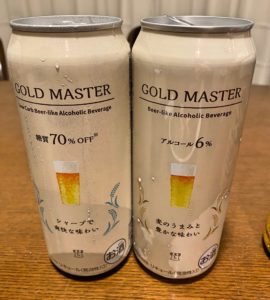 GOLD MASTER
Low Carb Beer-like Alcoholic Beverage
糖質70% OFF※
シャープで
爽快な味わい
お酒
GOLD MASTER
Beer-like Alcoholic Beverage
アルコール6%
麦のうまみと
豊かな味わい
お酒